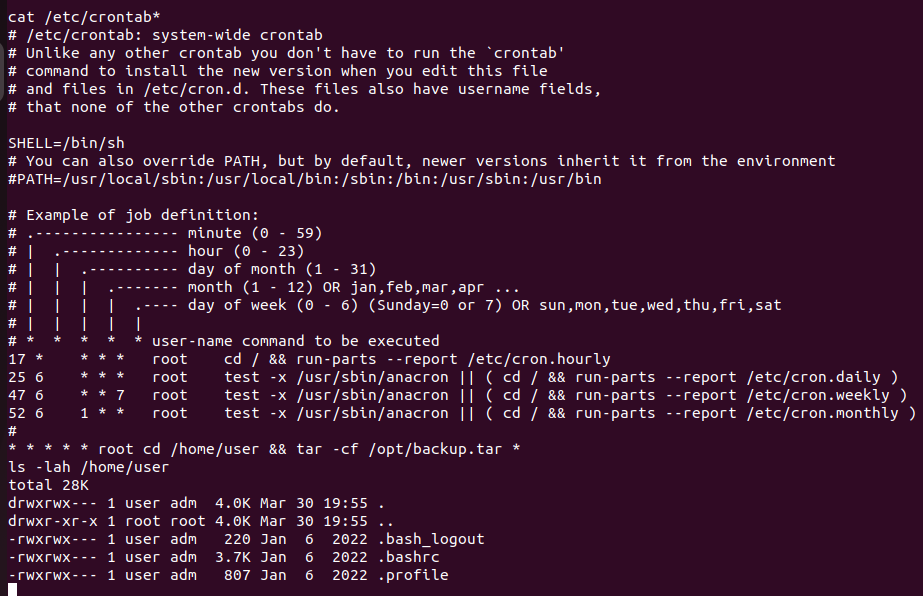 cat /etc/crontab*
# /etc/crontab: system-wide crontab
# Unlike any other crontab you don't have to run the `crontab'
# command to install the new version when you edit this file
# and files in /etc/cron.d. These files also have username fields,
# that none of the other crontabs do.

SHELL=/bin/sh
# You can also override PATH, but by default, newer versions inherit it from the environment
#PATH=/usr/local/sbin:/usr/local/bin:/sbin:/bin:/usr/sbin:/usr/bin

# Example of job definition:
# .---------------- minute (0 - 59)
# |  .------------- hour (0 - 23)
# |  |  .---------- day of month (1 - 31)
# |  |  |  .------- month (1 - 12) OR jan,feb,mar,apr ...
# |  |  |  |  .---- day of week (0 - 6) (Sunday=0 or 7) OR sun,mon,tue,wed,thu,fri,sat
# |  |  |  |  |
# *  *  *  *  * user-name command to be executed
17 *    * * *   root    cd / && run-parts --report /etc/cron.hourly
25 6    * * *   root    test -x /usr/sbin/anacron || ( cd / && run-parts --report /etc/cron.daily )
47 6    * * 7   root    test -x /usr/sbin/anacron || ( cd / && run-parts --report /etc/cron.weekly )
52 6    1 * *   root    test -x /usr/sbin/anacron || ( cd / && run-parts --report /etc/cron.monthly )
#
* * * * * root cd /home/user && tar -cf /opt/backup.tar *
ls -lah /home/user
total 28K
drwxrwx--- 1 user adm  4.0K Mar 30 19:55 .
drwxr-xr-x 1 root root 4.0K Mar 30 19:55 ..
-rwxrwx--- 1 user adm   220 Jan  6  2022 .bash_logout
-rwxrwx--- 1 user adm  3.7K Jan  6  2022 .bashrc
-rwxrwx--- 1 user adm   807 Jan  6  2022 .profile